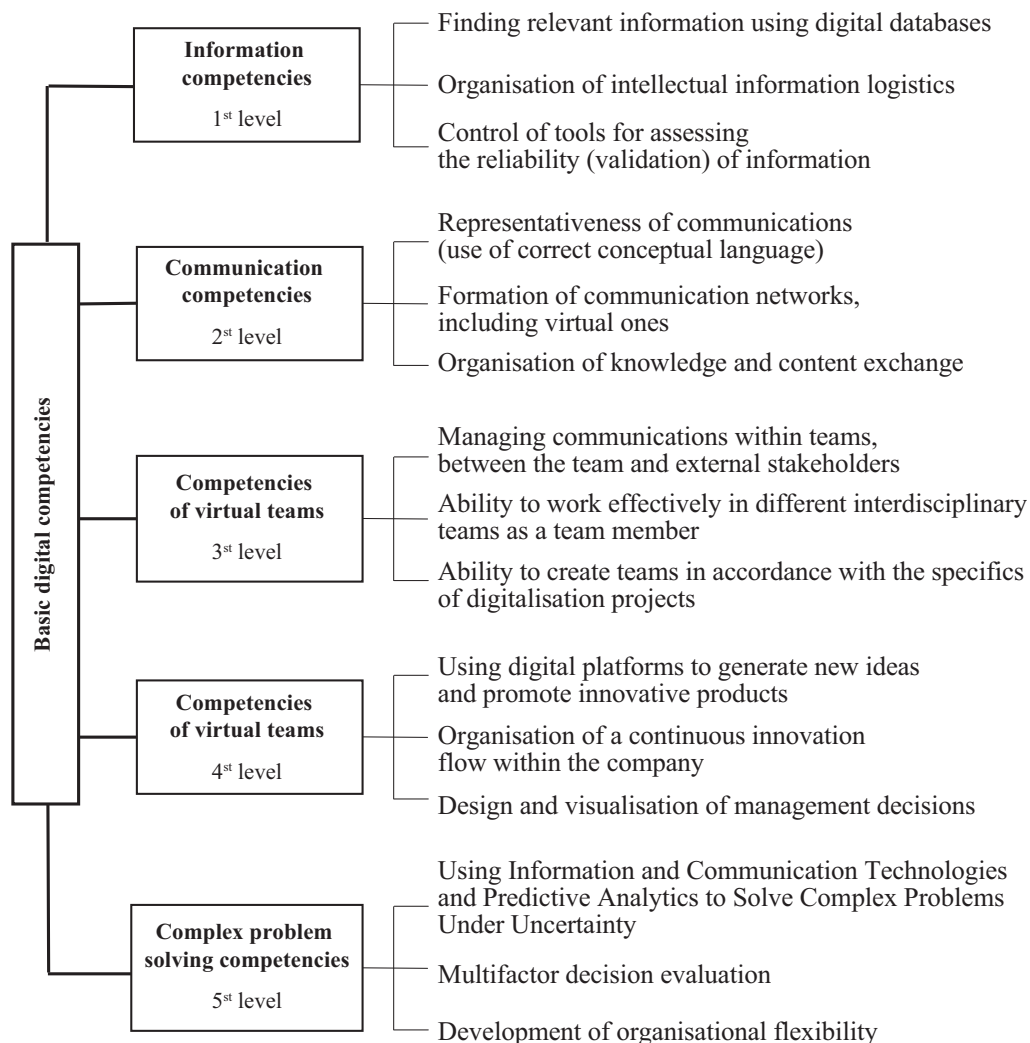 Basic digital competencies
Information
competencies
1st level
Finding relevant information using digital databases
Organisation of intellectual information logistics
Control of tools for assessing
the reliability (validation) of information
Communication
competencies
2st level
Representativeness of communications
(use of correct conceptual language)
Formation of communication networks,
including virtual ones
Organisation of knowledge and content exchange
Competencies
of virtual teams
3st level
Managing communications within teams,
between the team and external stakeholders
Ability to work effectively in different interdisciplinary
teams as a team member
Ability to create teams in accordance with the specifics
of digitalisation projects
Competencies
of virtual teams
4st level
Using digital platforms to generate new ideas
and promote innovative products
Organisation of a continuous innovation
flow within the company
Design and visualisation of management decisions
Complex problem
solving competencies
5st level
Using Information and Communication Technologies
and Predictive Analytics to Solve Complex Problems
Under Uncertainty
Multifactor decision evaluation
Development of organisational flexibility